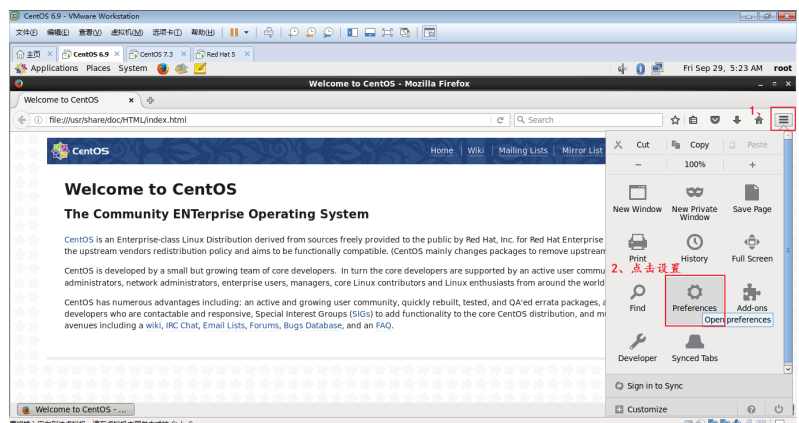 CentOS 6.9 - VMware Workstation
文件(F) 编辑(E) 查看(V) 虚拟机(M) 选项卡(T) 帮助(H)
主页 CentOS 6.9 CentOS 7.3 Red Hat 5
Applications Places System Fri Sep 29, 5:23 AM root
Welcome to CentOS - Mozilla Firefox
Welcome to CentOS
1、
file:///usr/share/doc/HTML/index.html Search
CentOS Home Wiki Mailing Lists Mirror List
Cut Copy Paste
100%
Welcome to CentOS
The Community ENTerprise Operating System
New Window New Private Window Save Page
CentOS is an Enterprise-class Linux Distribution derived from sources freely provided to the public by Red Hat, Inc. for Red Hat Enterprise
the upstream vendors redistribution policy and aims to be functionally compatible. (CentOS mainly changes packages to remove upstream
Print History Full Screen
2、点击设置
CentOS is developed by a small but growing team of core developers. In turn the core developers are supported by an active user commu
administrators, network administrators, enterprise users, managers, core Linux contributors and Linux enthusiasts from around the world
CentOS has numerous advantages including: an active and growing user community, quickly rebuilt, tested, and QA'ed errata packages, a
developers who are contactable and responsive, Special Interest Groups (SIGs) to add functionality to the core CentOS distribution, and mu
avenues including a wiki, IRC Chat, Email Lists, Forums, Bugs Database, and an FAQ.
Find Preferences Add-ons
Open preferences
Developer Synced Tabs
Sign in to Sync
Customize
Welcome to CentOS - ...